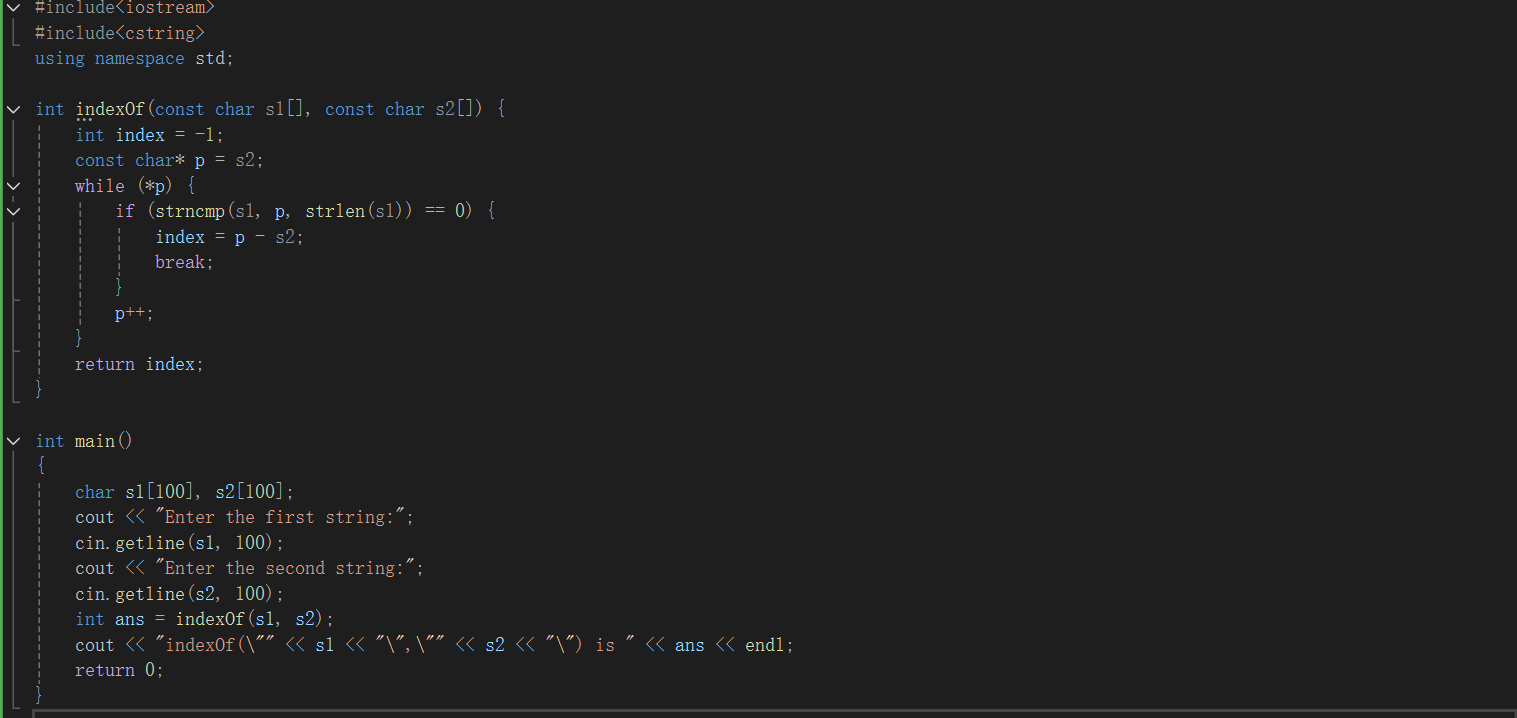 #include<iostream>
#include<cstring>
using namespace std;
int indexOf(const char s1[], const char s2[]) {
int index = -1;
const char* p = s2;
while (*p) {
if (strncmp(s1, p, strlen(s1)) == 0) {
index = p - s2;
break;
}
p++;
}
return index;
}
int main()
{
char s1[100], s2[100];
cout << "Enter the first string:";
cin.getline(s1, 100);
cout << "Enter the second string:";
cin.getline(s2, 100);
int ans = indexOf(s1, s2);
cout << "indexOf(\"" << s1 << "\",\"" << s2 << "\") is " << ans << endl;
return 0;
}